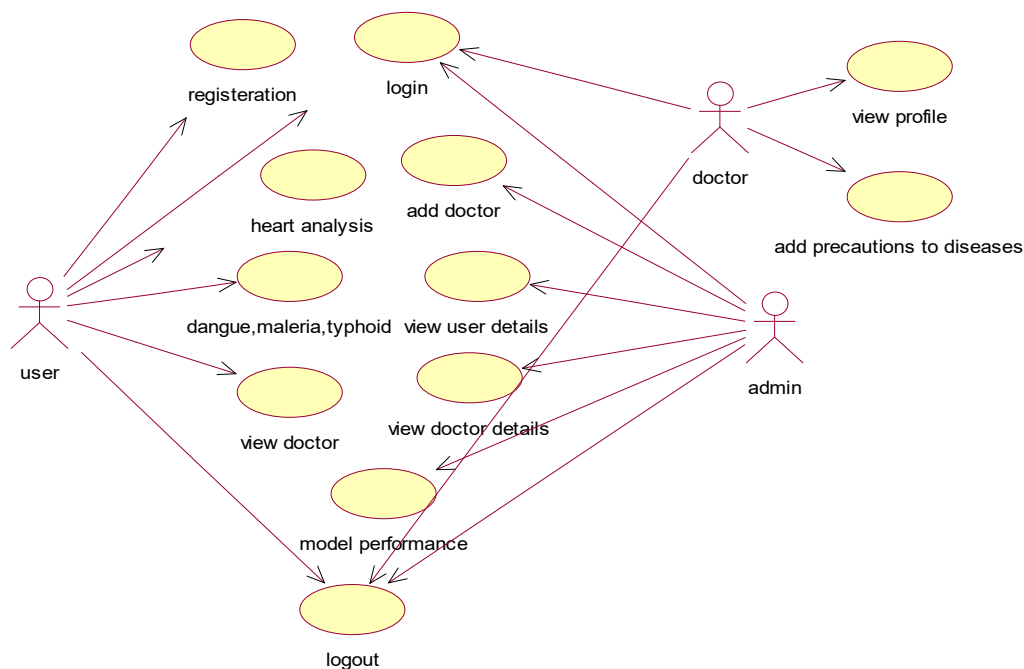 registeration
login
view profile
doctor
heart analysis
add doctor
add precautions to diseases
dangue,maleria,typhoid
view user details
user
admin
view doctor
view doctor details
model performance
logout